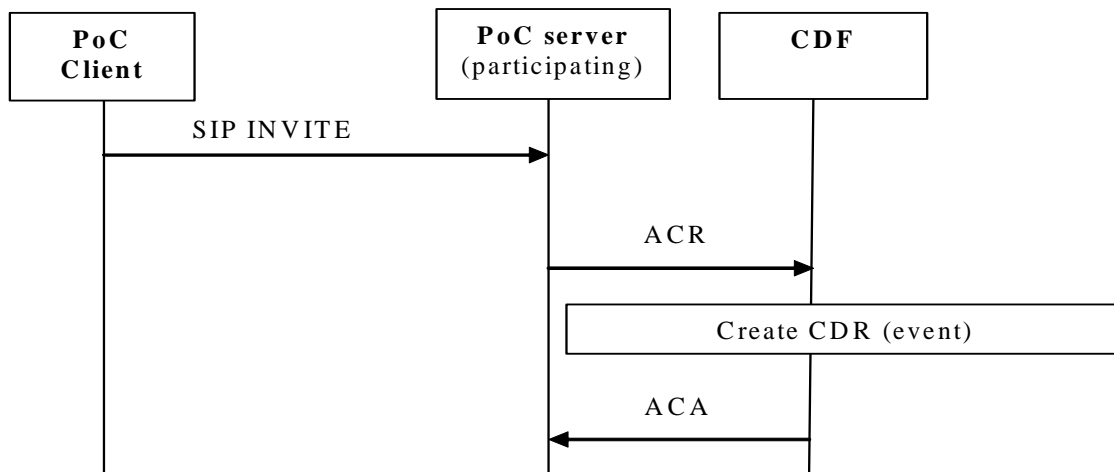 PoC
Client
PoC server
(participating)
CDF
SIP INVITE
ACR
Create CDR (event)
ACA